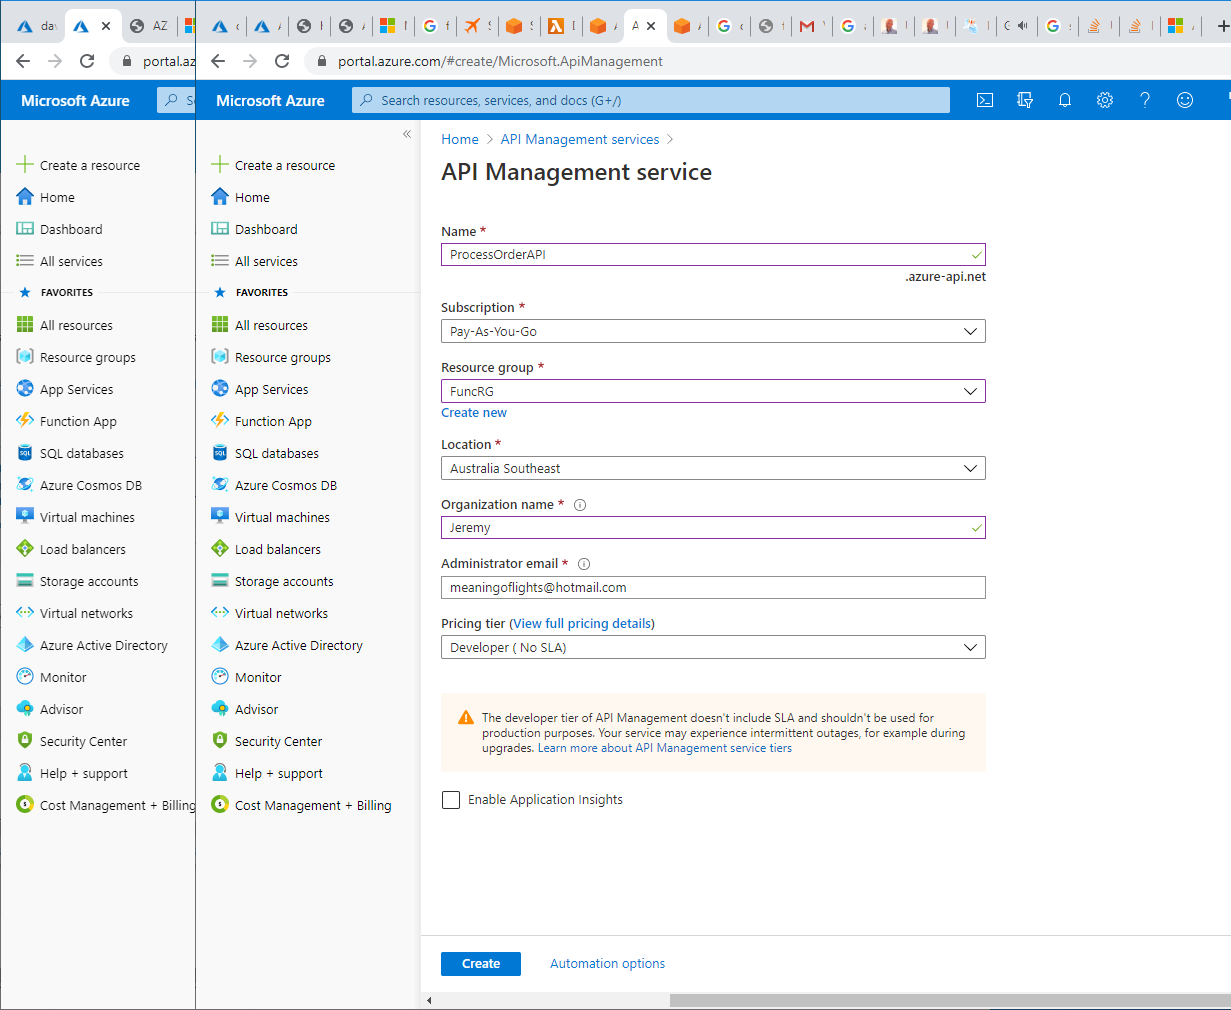 da
AZ
portal.az
portal.azure.com/#create/Microsoft.ApiManagement
Microsoft Azure
Microsoft Azure
Search resources, services, and docs (G+/)
Create a resource
Home
Dashboard
All services
FAVORITES
All resources
Resource groups
App Services
Function App
SQL databases
Azure Cosmos DB
Virtual machines
Load balancers
Storage accounts
Virtual networks
Azure Active Directory
Monitor
Advisor
Security Center
Help + support
Cost Management + Billing
Create a resource
Home
Dashboard
All services
FAVORITES
All resources
Resource groups
App Services
Function App
SQL databases
Azure Cosmos DB
Virtual machines
Load balancers
Storage accounts
Virtual networks
Azure Active Directory
Monitor
Advisor
Security Center
Help + support
Cost Management + Billing
Home > API Management services >
API Management service
Name *
ProcessOrderAPI
.azure-api.net
Subscription *
Pay-As-You-Go
Resource group *
FuncRG
Create new
Location *
Australia Southeast
Organization name *
Jeremy
Administrator email *
meaningoflights@hotmail.com
Pricing tier (View full pricing details)
Developer ( No SLA)
The developer tier of API Management doesn't include SLA and shouldn't be used for
production purposes. Your service may experience intermittent outages, for example during
upgrades. Learn more about API Management service tiers
Enable Application Insights
Create
Automation options